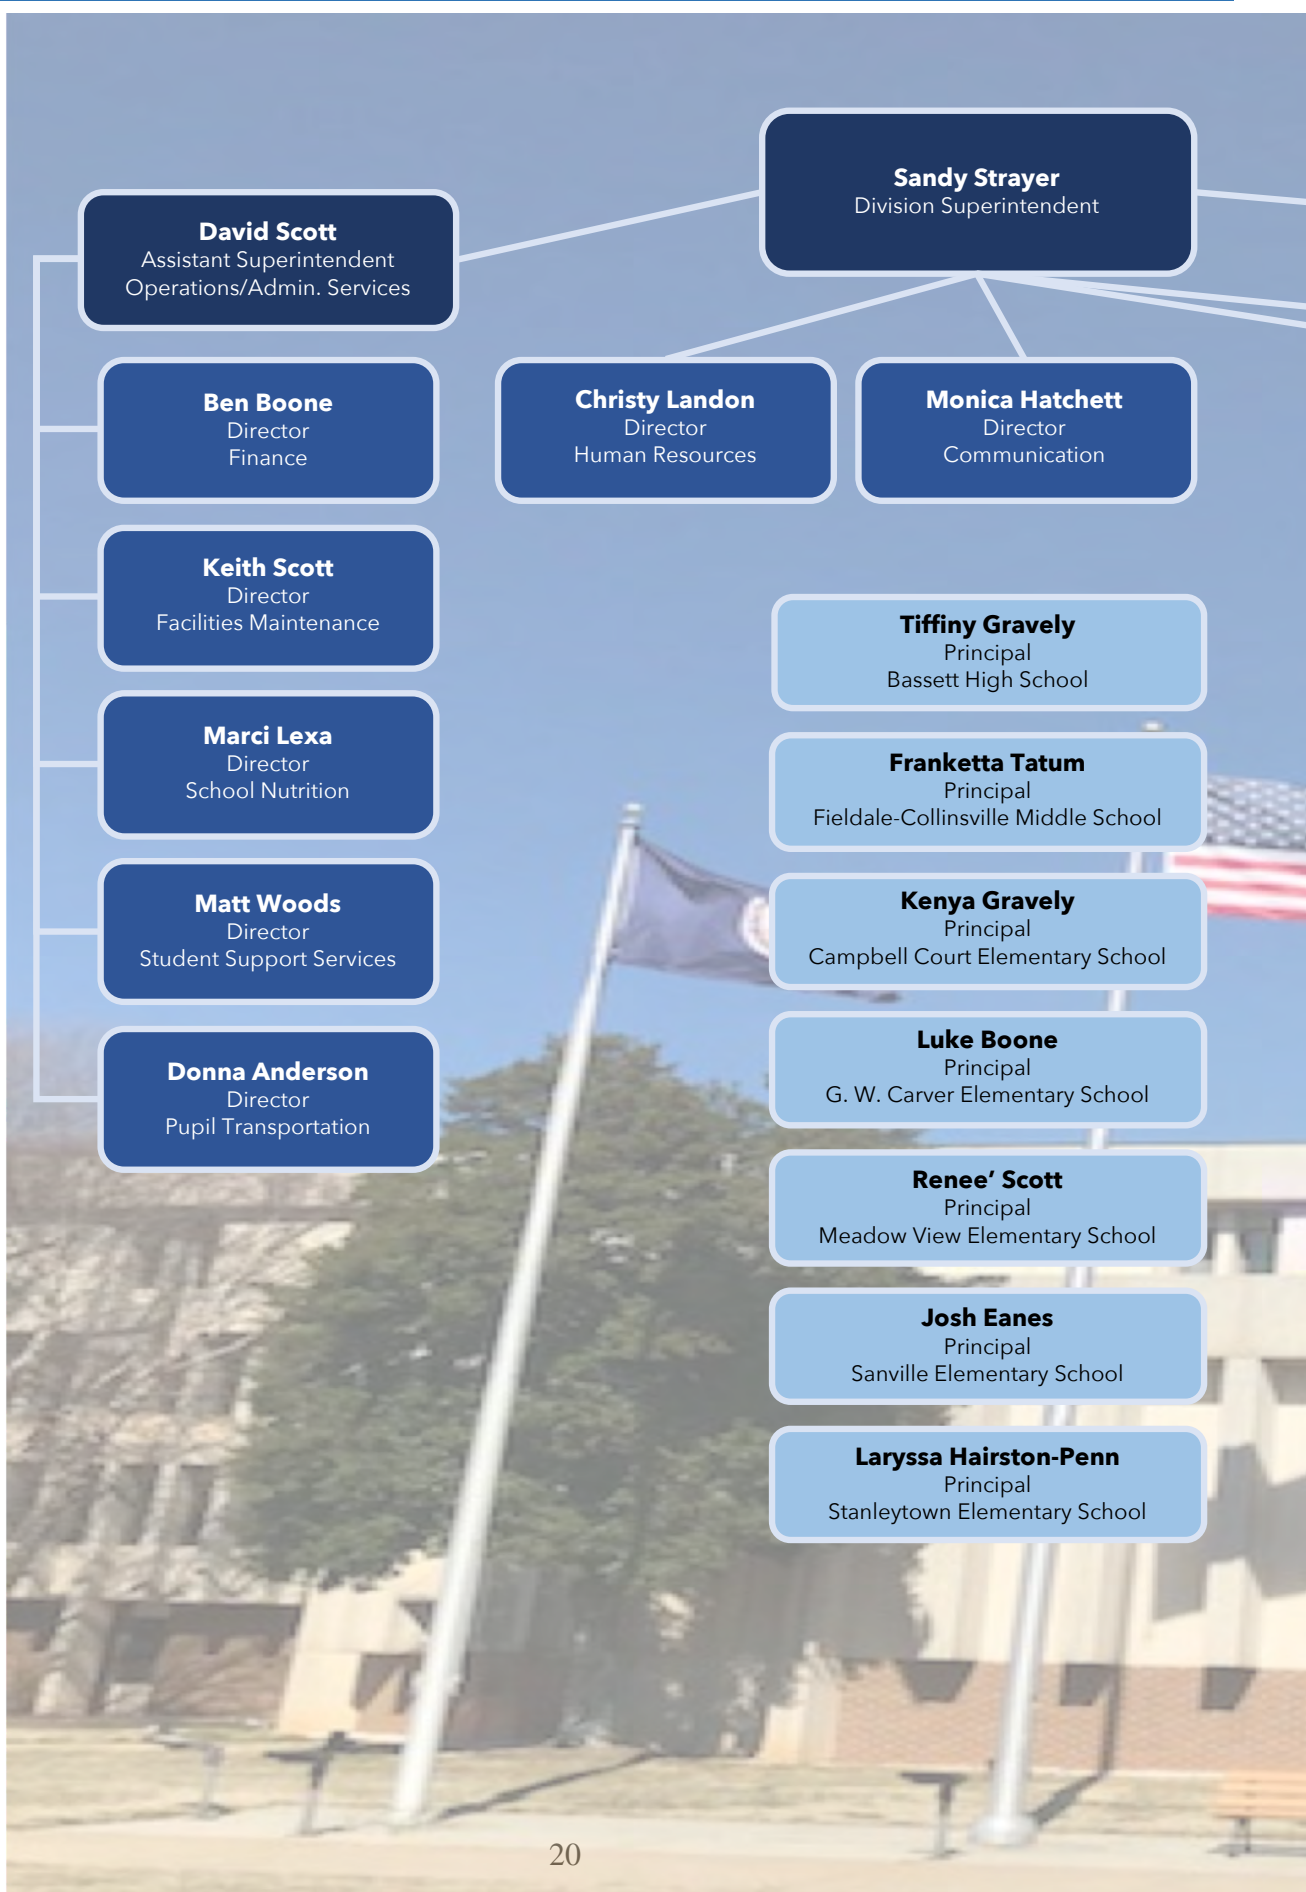 Sandy Strayer
Division Superintendent
David Scott
Assistant Superintendent
Operations/Admin. Services
Ben Boone
Director
Finance
Christy Landon
Director
Human Resources
Monica Hatchett
Director
Communication
Keith Scott
Director
Facilities Maintenance
Marci Lexa
Director
School Nutrition
Matt Woods
Director
Student Support Services
Donna Anderson
Director
Pupil Transportation
Tiffiny Gravely
Principal
Bassett High School
Franketta Tatum
Principal
Fieldale-Collinsville Middle School
Kenya Gravely
Principal
Campbell Court Elementary School
Luke Boone
Principal
G. W. Carver Elementary School
Renee’ Scott
Principal
Meadow View Elementary School
Josh Eanes
Principal
Sanville Elementary School
Laryssa Hairston-Penn
Principal
Stanleytown Elementary School
20